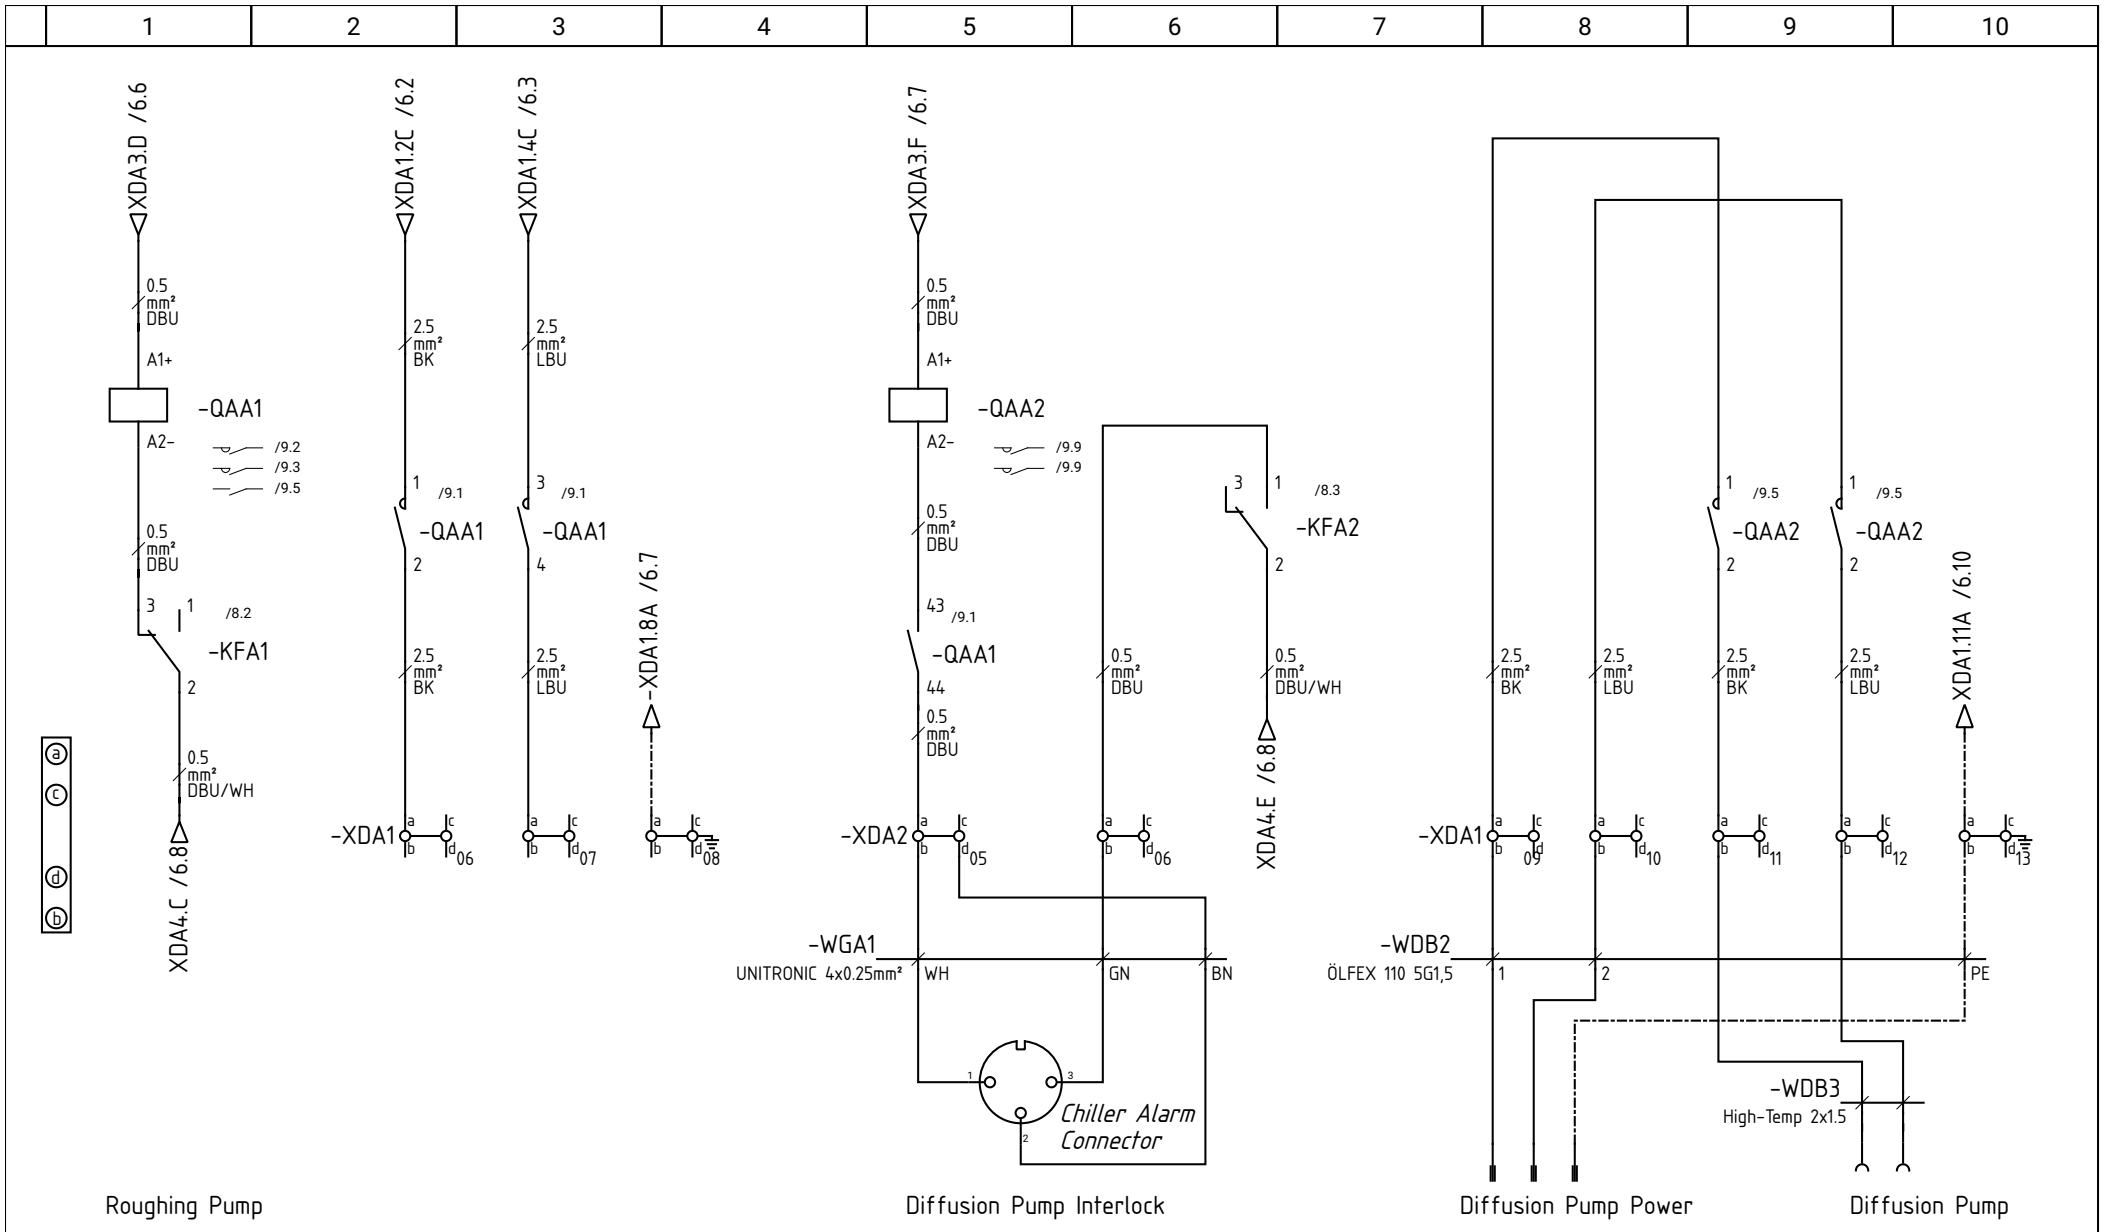 1 2 3 4 5 6 7 8 9 10
XDA3.D /6.6
XDA1.2C /6.2
XDA1.4C /6.3
XDA3.F /6.7
0.5
mm²
DBU
A1+
-QAA1
A2-
/9.2
/9.3
/9.5
0.5
mm²
DBU
3 1 /8.2
-KFA1
2
0.5
mm²
DBU/WH
XDA4.C /6.8
a
c
d
b
2.5
mm²
BK
1 /9.1
-QAA1
2
2.5
mm²
BK
-XDA1
a c
b d 06
2.5
mm²
LBU
3 /9.1
-QAA1
4
2.5
mm²
LBU
a c
b d 07
-XDA1.8A /6.7
a c
b d 08
0.5
mm²
DBU
A1+
-QAA2
A2-
/9.9
/9.9
0.5
mm²
DBU
43 /9.1
-QAA1
44
0.5
mm²
DBU
-XDA2
a c
b d 05
0.5
mm²
DBU
a c
b d 06
3 1 /8.3
-KFA2
2
0.5
mm²
DBU/WH
XDA4.E /6.8
-WGA1
UNITRONIC 4x0.25mm² WH GN BN
1 3
2
Chiller Alarm
Connector
2.5
mm²
BK
-XDA1
a c
b d 09
2.5
mm²
LBU
a c
b d 10
1 /9.5
-QAA2
2
2.5
mm²
BK
a c
b d 11
1 /9.5
-QAA2
2
2.5
mm²
LBU
a c
b d 12
XDA1.11A /6.10
a c
b d 13
-WDB2
ÖLFEX 110 5G1,5 1 2 PE
-WDB3
High-Temp 2x1.5
Roughing Pump
Diffusion Pump Interlock
Diffusion Pump Power
Diffusion Pump